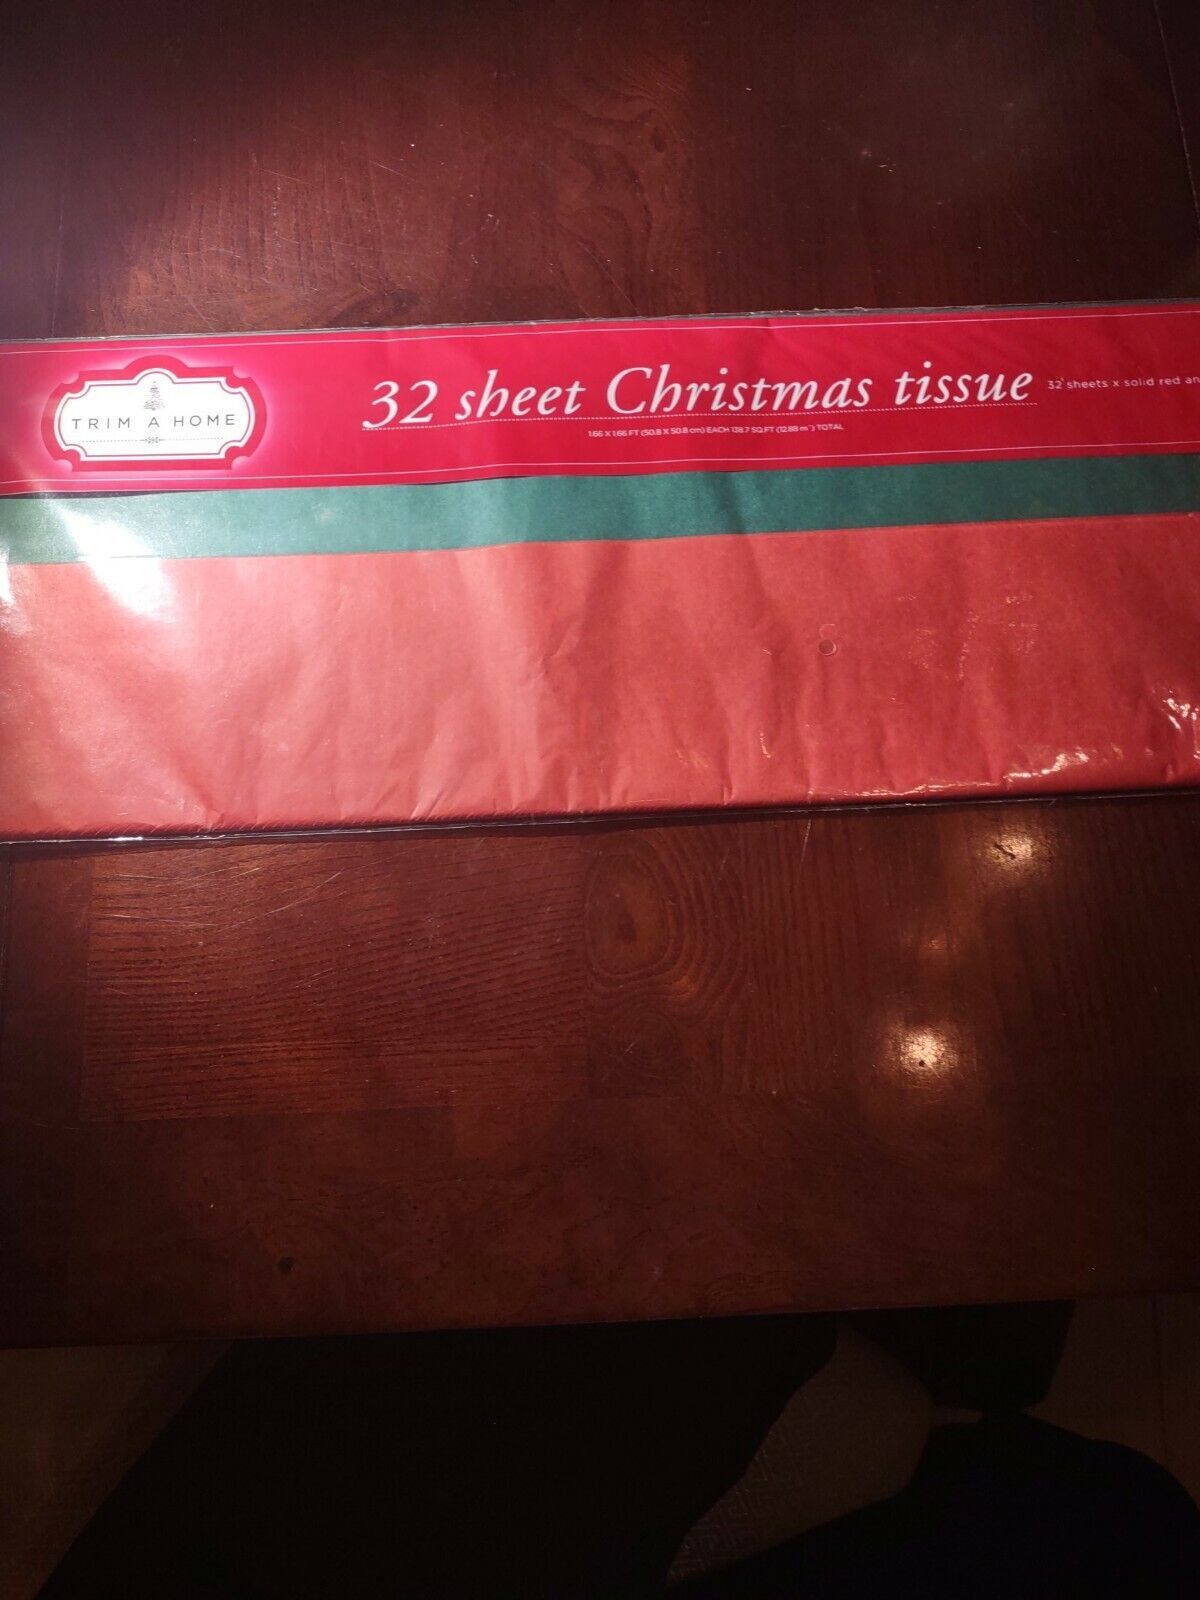 TRIM A HOME
32 sheet Christmas tissue
32 sheets x solid red an
1.66 X 1.66 FT (50.8 X 50.8 cm) EACH 138.7 SQ.FT (12.88 m²) TOTAL